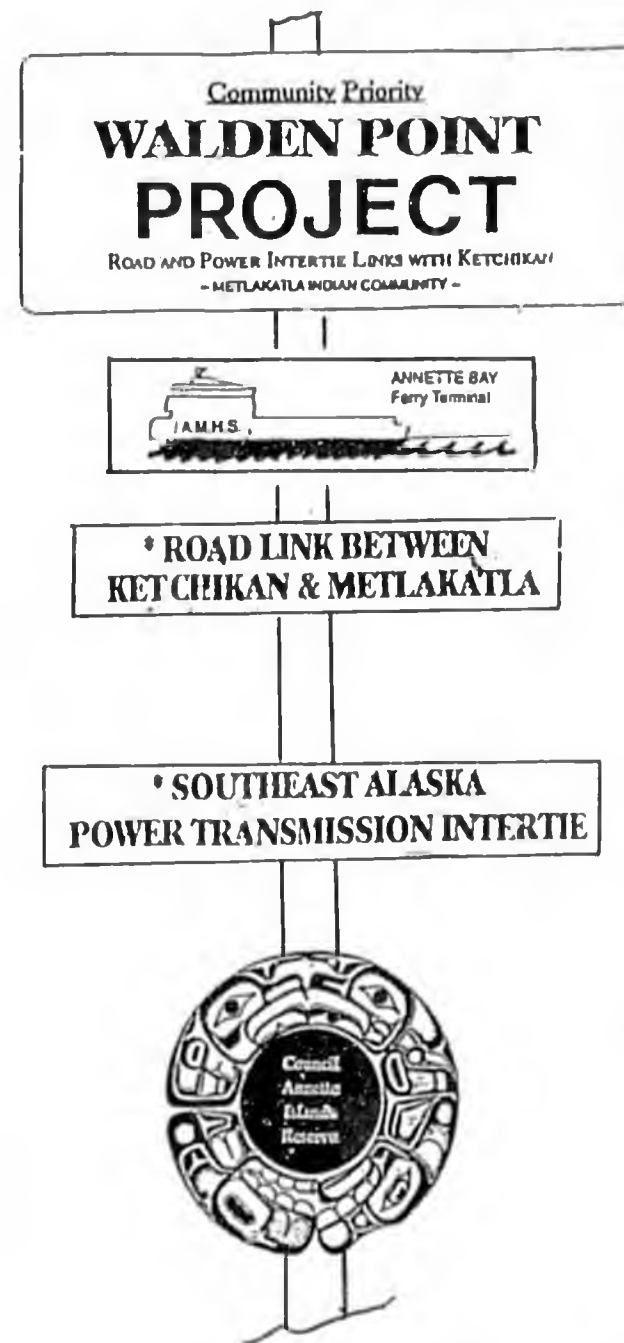 Community Priority
WALDEN POINT
PROJECT
ROAD AND POWER INTERTIE LINKS WITH KETCHIKAN
– METLAKATLA INDIAN COMMUNITY –
ANNETTE BAY
Ferry Terminal
A.M.H.S.
* ROAD LINK BETWEEN
KETCHIKAN & METLAKATLA
* SOUTHEAST ALASKA
POWER TRANSMISSION INTERTIE
Council
Annette
Islands
Reserve